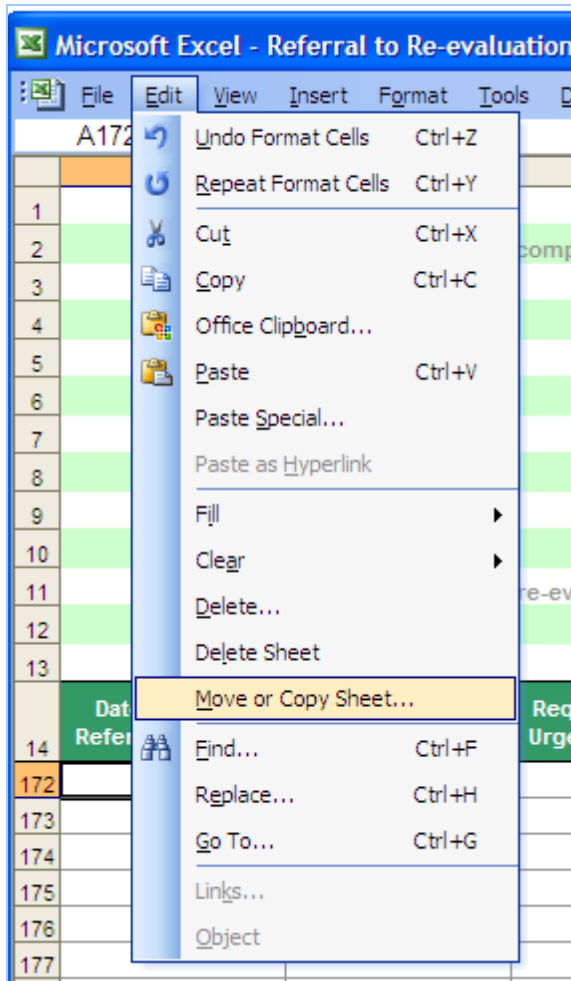 Microsoft Excel - Referral to Re-evaluation
File Edit View Insert Format Tools
A172
Undo Format Cells Ctrl+Z
Repeat Format Cells Ctrl+Y
1
Cut Ctrl+X
2
Copy Ctrl+C
3
Office Clipboard...
4
Paste Ctrl+V
5
6
Paste Special...
7
Paste as Hyperlink
8
Fill
9
10
Clear
11
Delete...
12
Delete Sheet
13
Move or Copy Sheet...
14
Find... Ctrl+F
172
Replace... Ctrl+H
173
Go To... Ctrl+G
174
175
Links...
176
Object
177